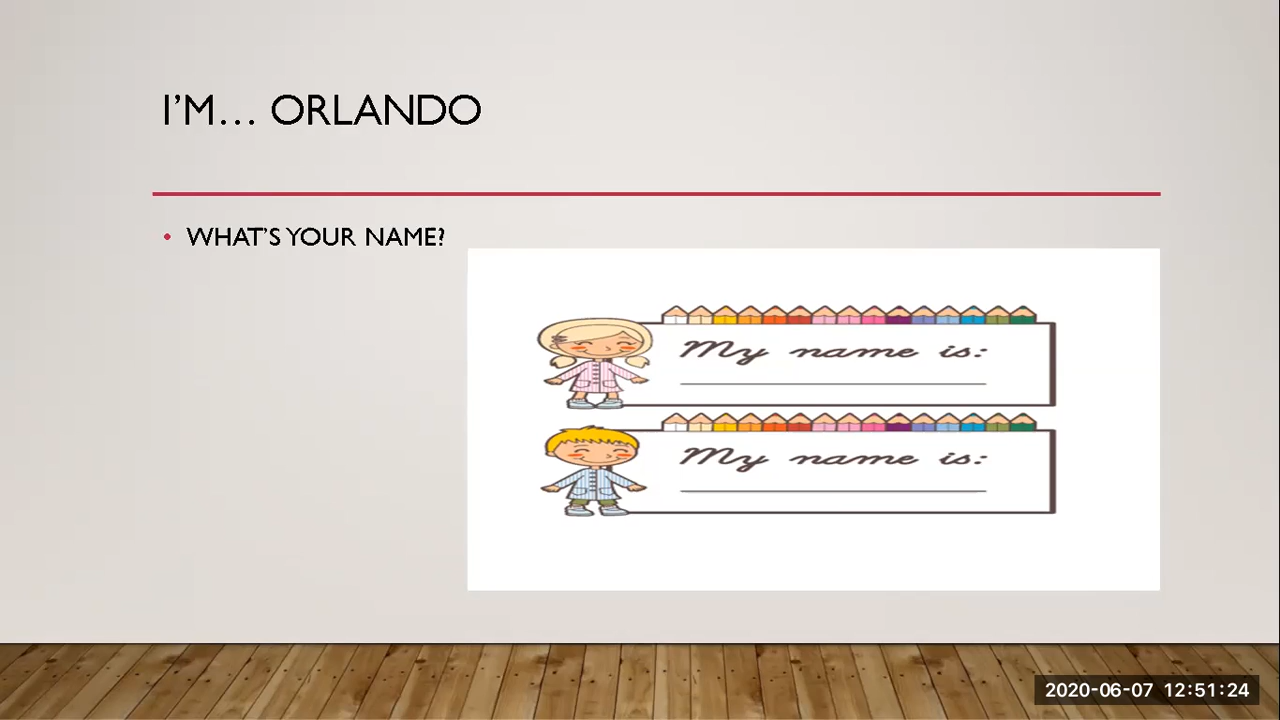 I'M... ORLANDO
• WHAT'S YOUR NAME?
My name is:
My name is:
2020-06-07 12:51:24